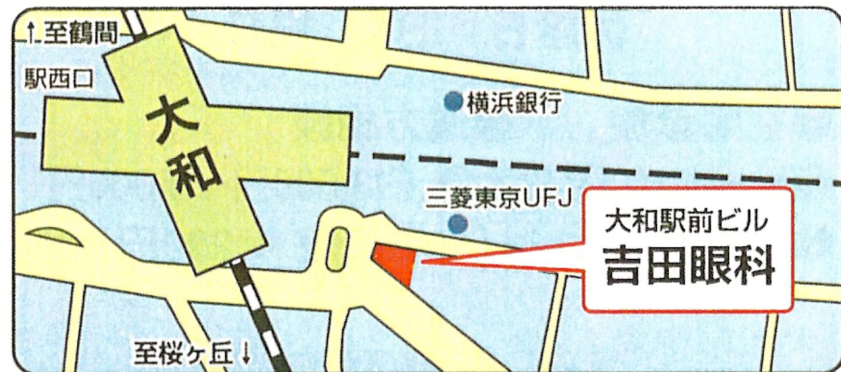 ↑至鶴間
駅西口
大和
横浜銀行
三菱東京UFJ
大和駅前ビル
吉田眼科
至桜ヶ丘↓